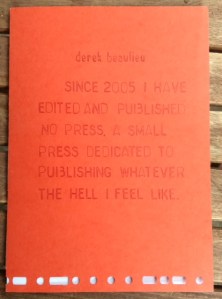 derek beaulieu
SINCE 2005 I HAVE
EDITED AND PUBLISHED
NO PRESS, A SMALL
PRESS DEDICATED TO
PUBLISHING WHATEVER
THE HELL I FEEL LIKE.